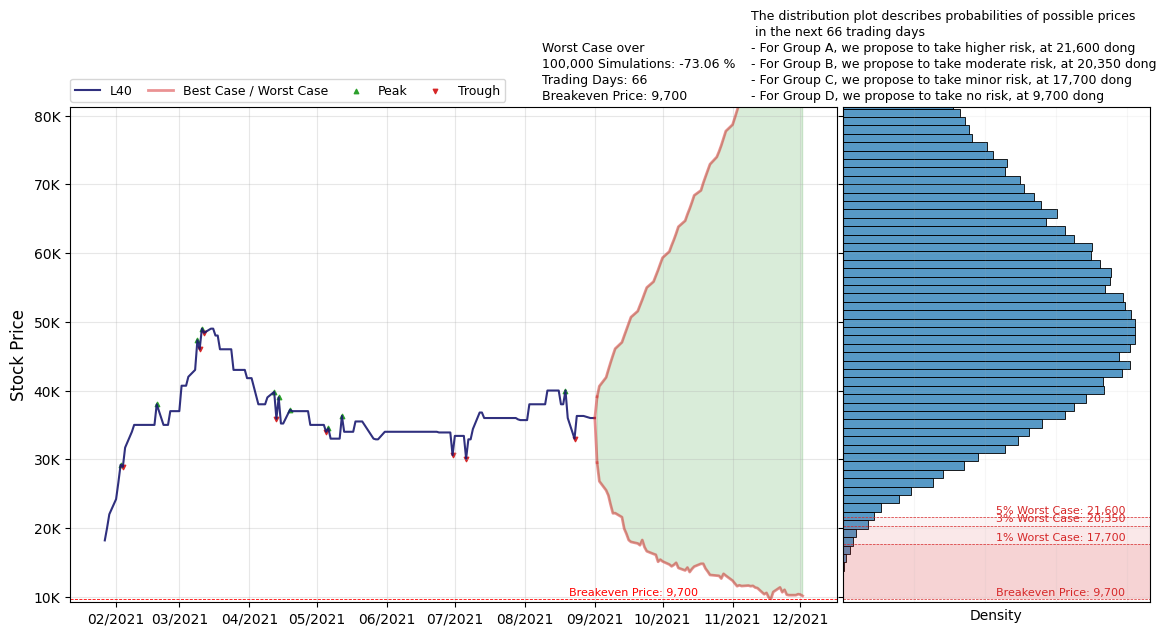 The distribution plot describes probabilities of possible prices
in the next 66 trading days
- For Group A, we propose to take higher risk, at 21,600 dong
- For Group B, we propose to take moderate risk, at 20,350 dong
- For Group C, we propose to take minor risk, at 17,700 dong
- For Group D, we propose to take no risk, at 9,700 dong
Worst Case over
100,000 Simulations: -73.06 %
Trading Days: 66
Breakeven Price: 9,700
L40
Best Case / Worst Case
Peak
Trough
Stock Price
80K
70K
60K
50K
40K
30K
20K
10K
Breakeven Price: 9,700
02/2021
03/2021
04/2021
05/2021
06/2021
07/2021
08/2021
09/2021
10/2021
11/2021
12/2021
5% Worst Case: 21,600
3% Worst Case: 20,350
1% Worst Case: 17,700
Breakeven Price: 9,700
Density